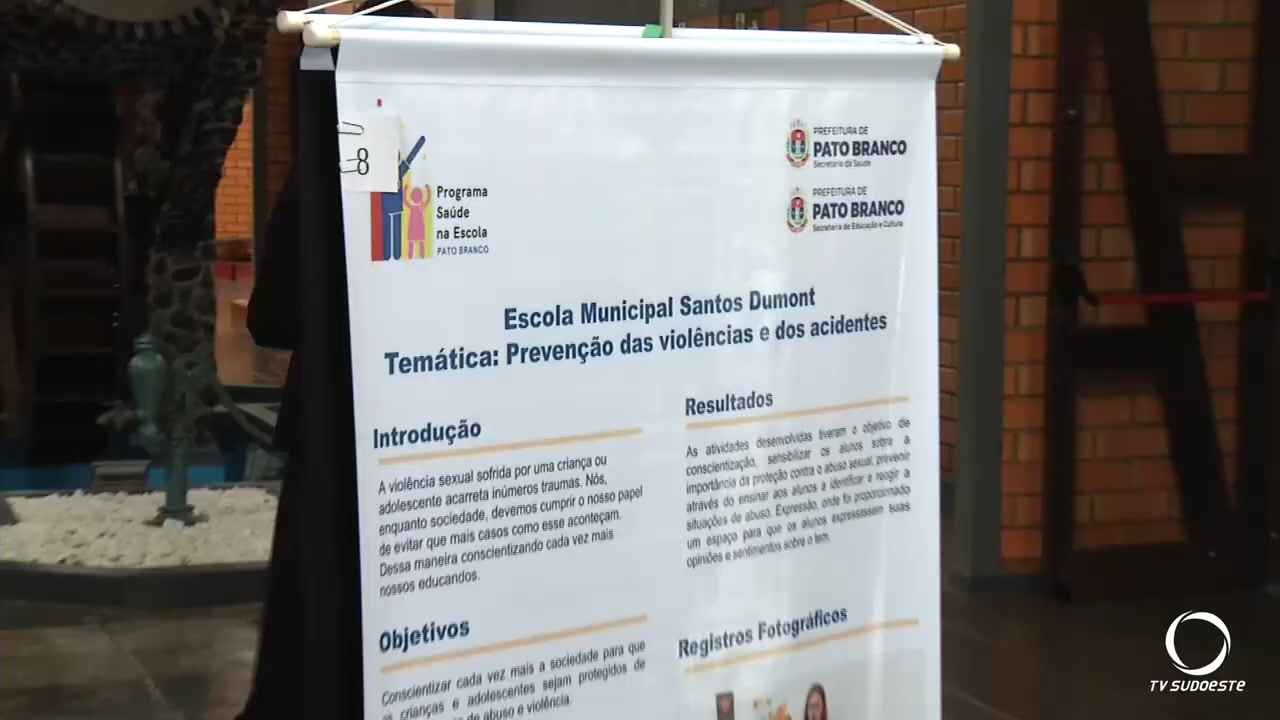 8
Programa
Saúde
na Escola
PATO BRANCO
PREFEITURA DE
PATO BRANCO
Secretaria da Saúde
PREFEITURA DE
PATO BRANCO
Secretaria de Educação e Cultura
Escola Municipal Santos Dumont
Temática: Prevenção das violências e dos acidentes
Introdução
A violência sexual sofrida por uma criança ou
adolescente acarreta inúmeros traumas. Nós,
enquanto sociedade, devemos cumprir o nosso papel
de evitar que mais casos como esse aconteçam.
Dessa maneira conscientizando cada vez mais
nossos educandos.
Objetivos
Conscientizar cada vez mais a sociedade para que
as crianças e adolescentes sejam protegidos de
de abuso e violência.
Resultados
As atividades desenvolvidas tiveram o objetivo de
conscientização, sensibilizar os alunos sobre a
importância da proteção contra o abuso sexual, prevenir
através do ensinar aos alunos a identificar e reagir a
situações de abuso. Expressão, onde foi proporcionado
um espaço para que os alunos expressassem suas
opiniões e sentimentos sobre o tem.
Registros Fotográficos
TV SUDOESTE